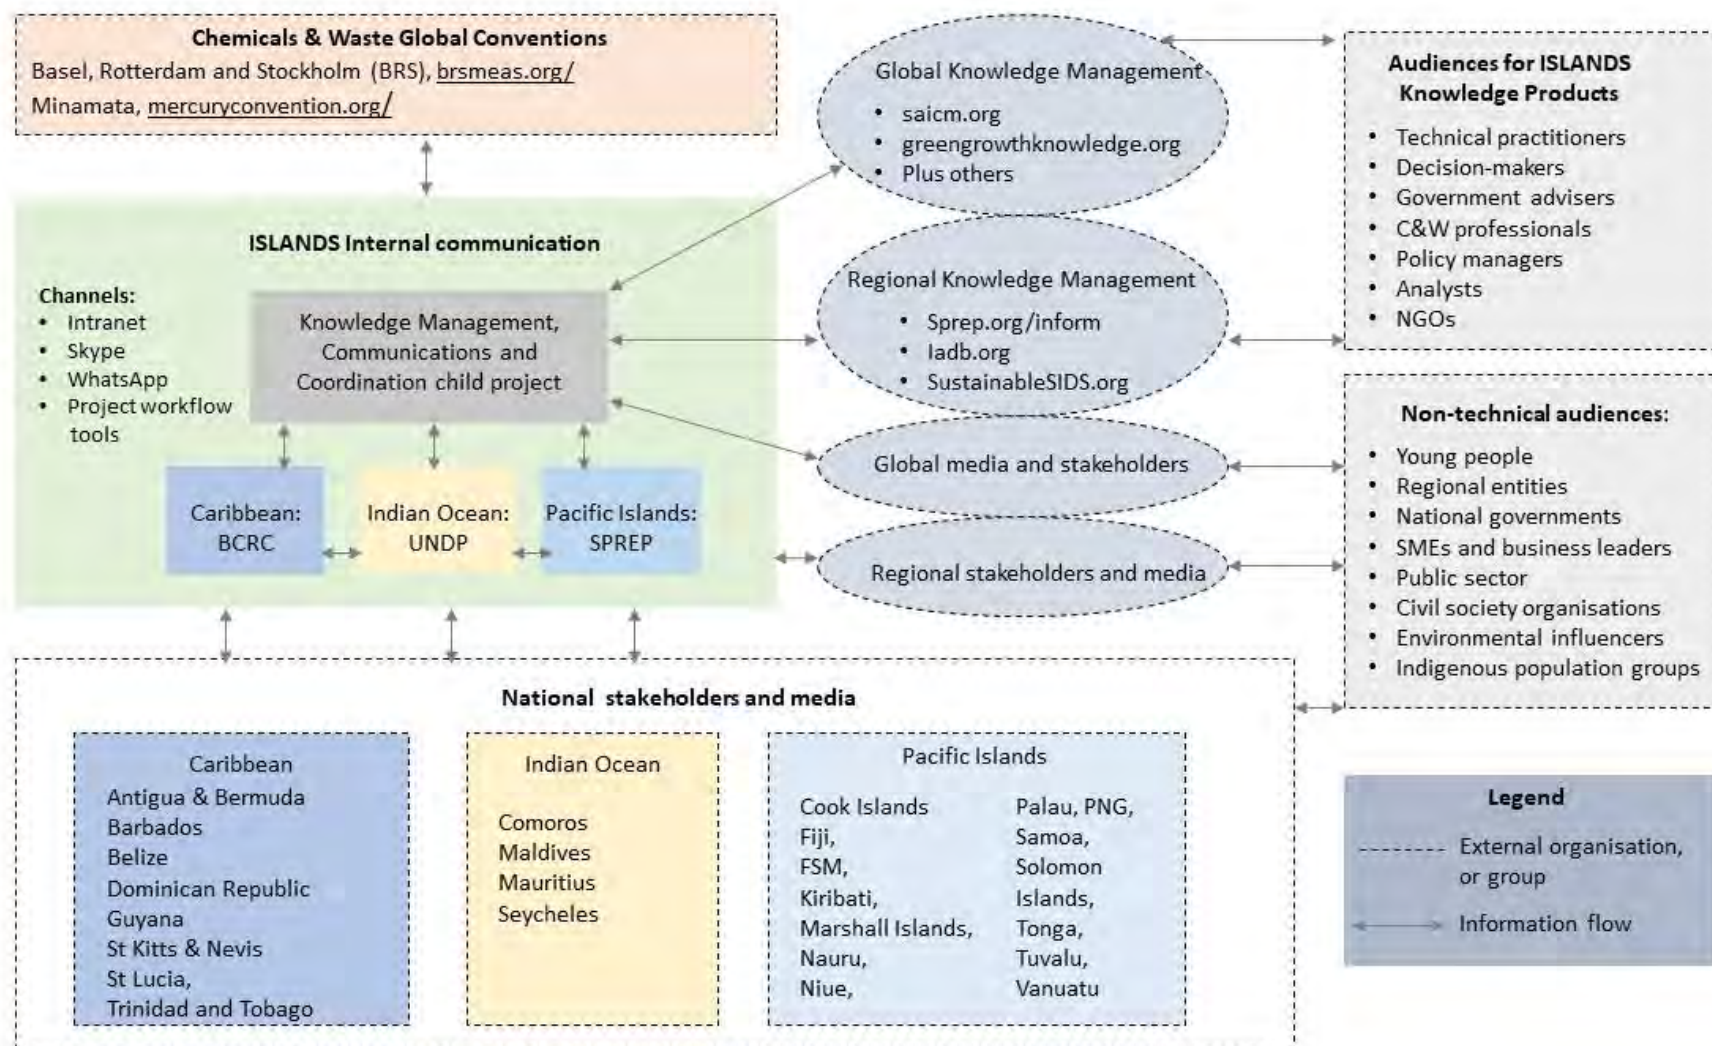 Chemicals & Waste Global Conventions
Basel, Rotterdam and Stockholm (BRS), brsmeas.org/
Minamata, mercuryconvention.org/
ISLANDS Internal communication
Channels:
• Intranet
• Skype
• WhatsApp
• Project workflow
tools
Knowledge Management,
Communications and
Coordination child project
Caribbean:
BCRC
Indian Ocean:
UNDP
Pacific Islands:
SPREP
Global Knowledge Management
• saicm.org
• greengrowthknowledge.org
• Plus others
Regional Knowledge Management
• Sprep.org/inform
• Iadb.org
• SustainableSIDS.org
Global media and stakeholders
Regional stakeholders and media
Audiences for ISLANDS
Knowledge Products
• Technical practitioners
• Decision-makers
• Government advisers
• C&W professionals
• Policy managers
• Analysts
• NGOs
Non-technical audiences:
• Young people
• Regional entities
• National governments
• SMEs and business leaders
• Public sector
• Civil society organisations
• Environmental influencers
• Indigenous population groups
National stakeholders and media
Caribbean
Antigua & Bermuda
Barbados
Belize
Dominican Republic
Guyana
St Kitts & Nevis
St Lucia,
Trinidad and Tobago
Indian Ocean
Comoros
Maldives
Mauritius
Seycheles
Pacific Islands
Cook Islands
Fiji,
FSM,
Kiribati,
Marshall Islands,
Nauru,
Niue,
Palau, PNG,
Samoa,
Solomon
Islands,
Tonga,
Tuvalu,
Vanuatu
Legend
External organisation,
or group
Information flow